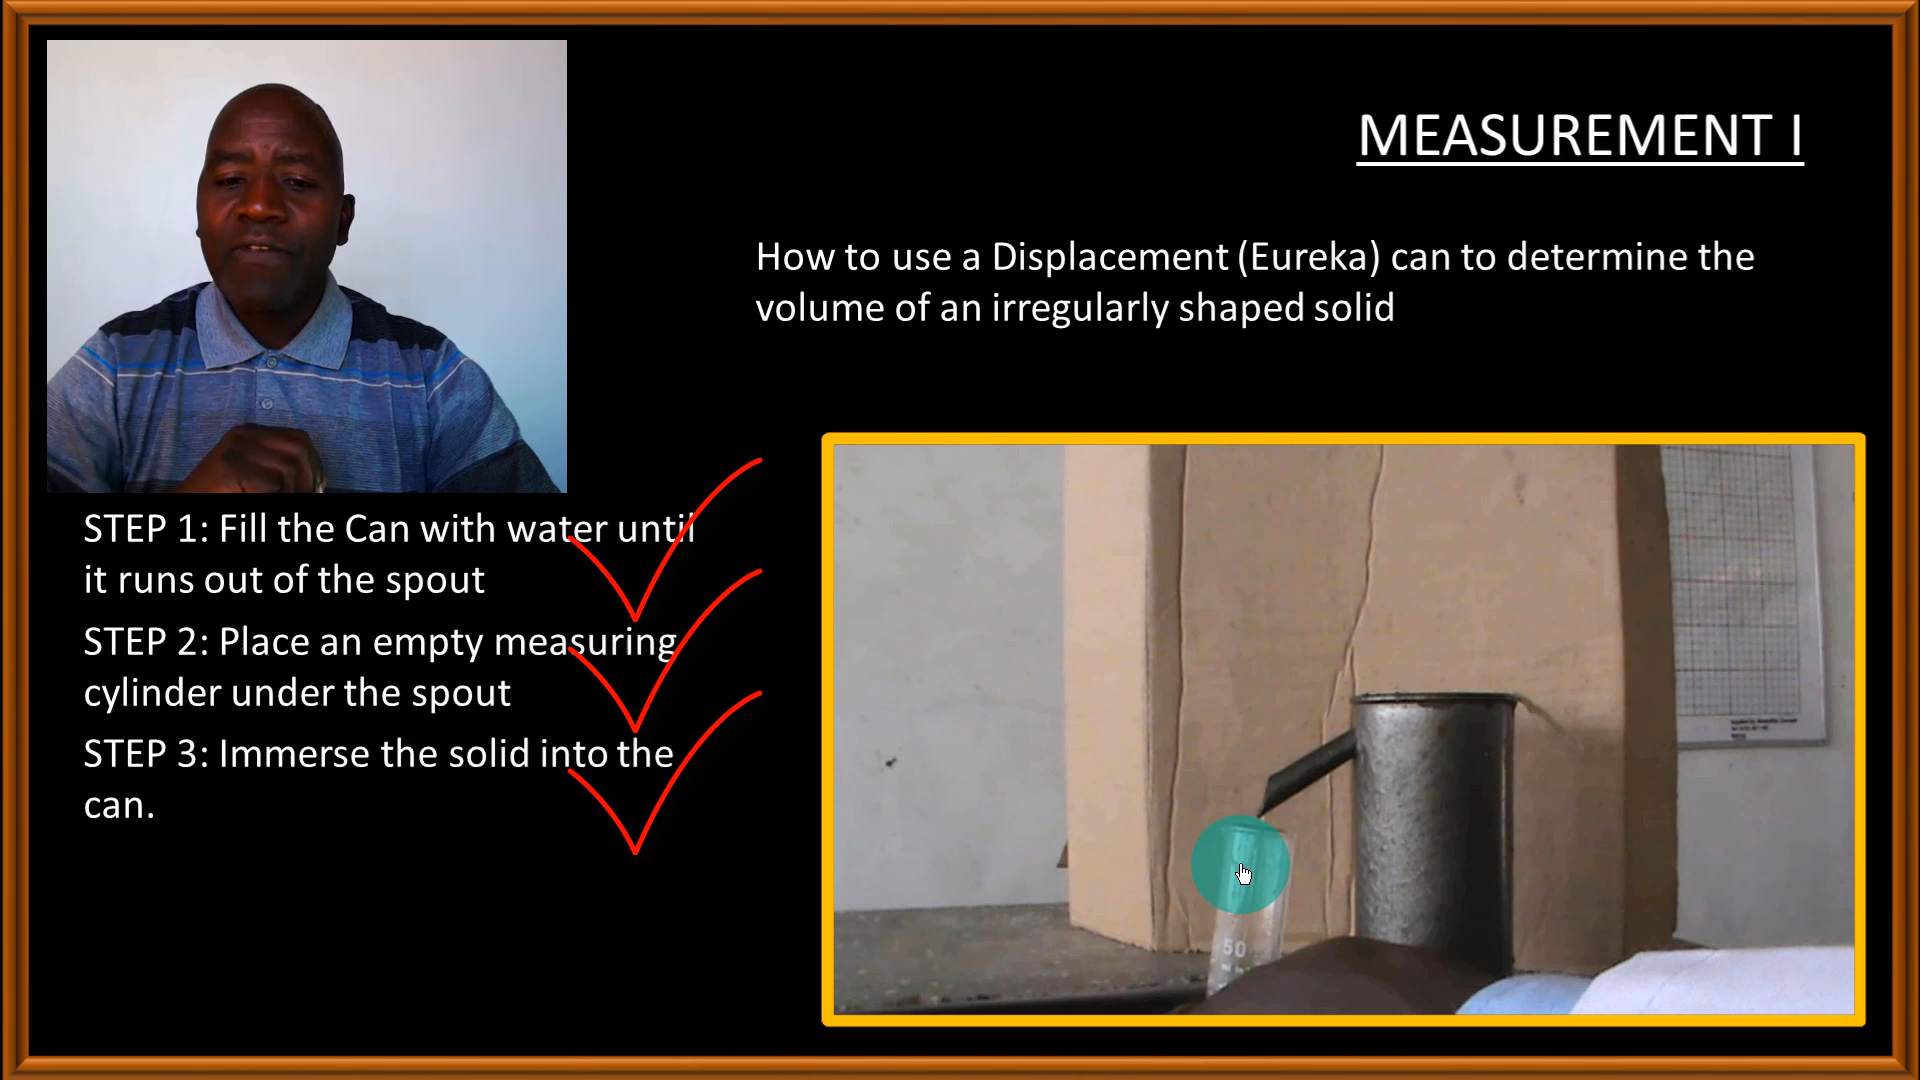 MEASUREMENT I
How to use a Displacement (Eureka) can to determine the
volume of an irregularly shaped solid
STEP 1: Fill the Can with water until
it runs out of the spout
STEP 2: Place an empty measuring
cylinder under the spout
STEP 3: Immerse the solid into the
can.
50